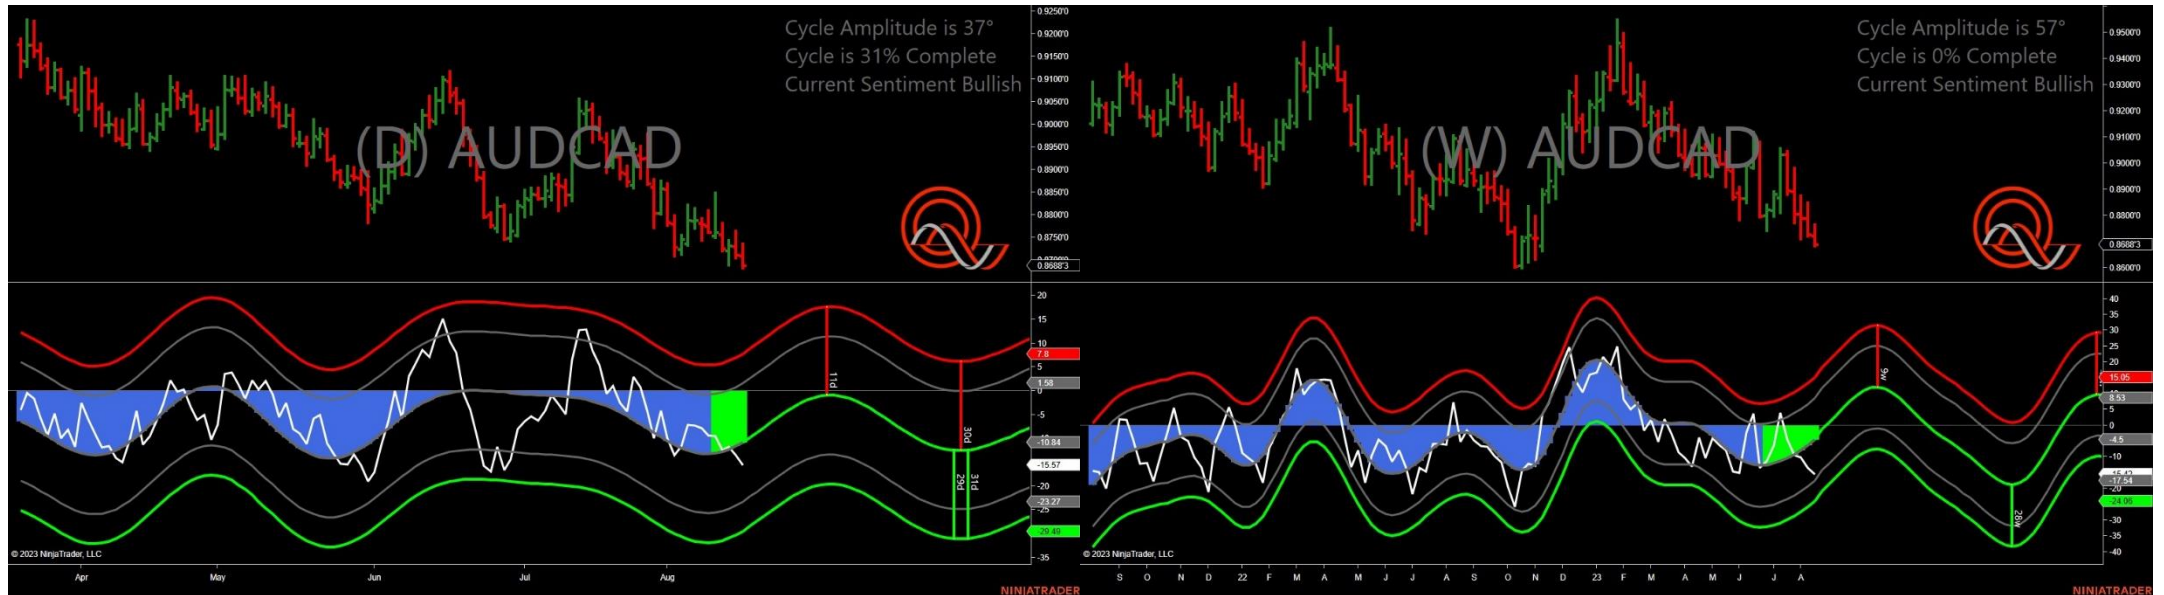 Cycle Amplitude is 37°
Cycle is 31% Complete
Current Sentiment Bullish
(D) AUDCAD
0.9250'0
0.9200'0
0.9150'0
0.9100'0
0.9050'0
0.9000'0
0.8950'0
0.8900'0
0.8850'0
0.8800'0
0.8750'0
0.8688'3
20
15
10
7.8
5
1.58
0
-5
-10.84
-15.57
-20
-23.27
-25
-29.49
-35
11d
30d
29d
31d
© 2023 NinjaTrader, LLC
Apr May Jun Jul Aug
NINJATRADER
Cycle Amplitude is 57°
Cycle is 0% Complete
Current Sentiment Bullish
(W) AUDCAD
0.9500'0
0.9400'0
0.9300'0
0.9200'0
0.9100'0
0.9000'0
0.8900'0
0.8800'0
0.8688'3
0.8600'0
40
35
30
25
20
15.05
8.53
5
0
-4.5
-10
-17.54
-20
-24.05
-30
-35
-40
9w
28w
© 2023 NinjaTrader, LLC
S O N D 22 F M A M J J A S O N D 23 F M A M J J A
NINJATRADER